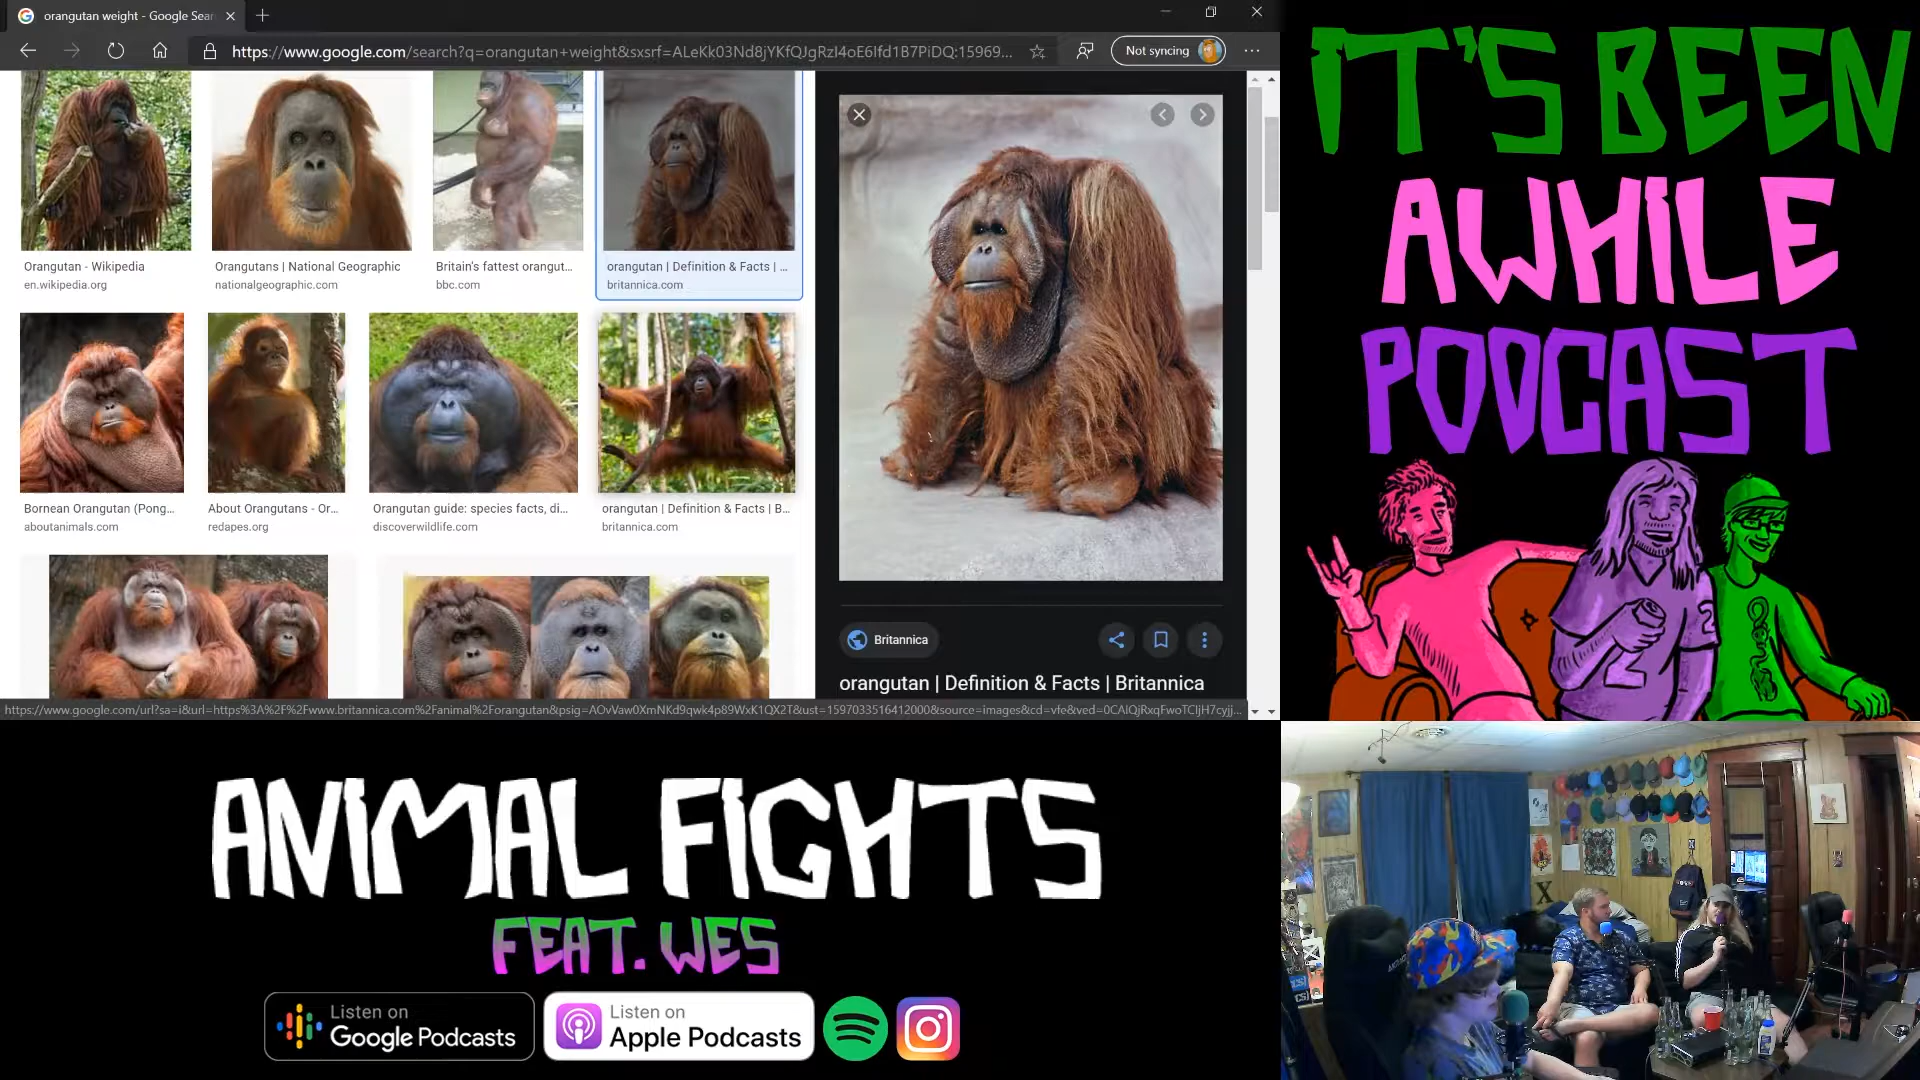 orangutan weight - Google Sear
https://www.google.com/search?q=orangutan+weight&sxsrf=ALeKk03Nd8jYKfQJgRzI4oE6Ifd1B7PiDQ:15969...
Not syncing
Orangutan - Wikipedia
en.wikipedia.org
Orangutans | National Geographic
nationalgeographic.com
Britain's fattest orangut...
bbc.com
orangutan | Definition & Facts | ...
britannica.com
Bornean Orangutan (Pong...
aboutanimals.com
About Orangutans - Or...
redapes.org
Orangutan guide: species facts, di...
discoverwildlife.com
orangutan | Definition & Facts | B...
britannica.com
Britannica
orangutan | Definition & Facts | Britannica
IT'S BEEN
AWHILE
PODCAST
ANIMAL FIGHTS
FEAT. WES
Listen on
Google Podcasts
Listen on
Apple Podcasts